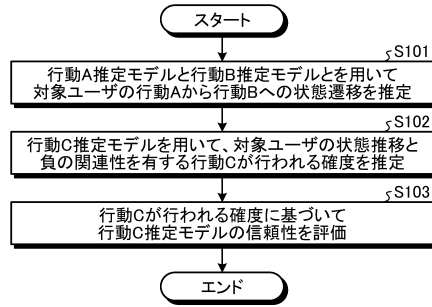 スタート
S101
行動A推定モデルと行動B推定モデルとを用いて
対象ユーザの行動Aから行動Bへの状態遷移を推定
S102
行動C推定モデルを用いて、対象ユーザの状態推移と
負の関連性を有する行動Cが行われる確度を推定
S103
行動Cが行われる確度に基づいて
行動C推定モデルの信頼性を評価
エンド